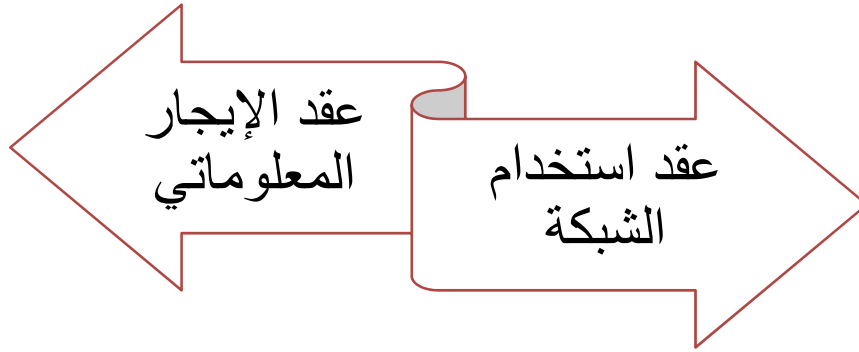 عقد استخدام
الشبكة
عقد الإيجار
المعلوماتي